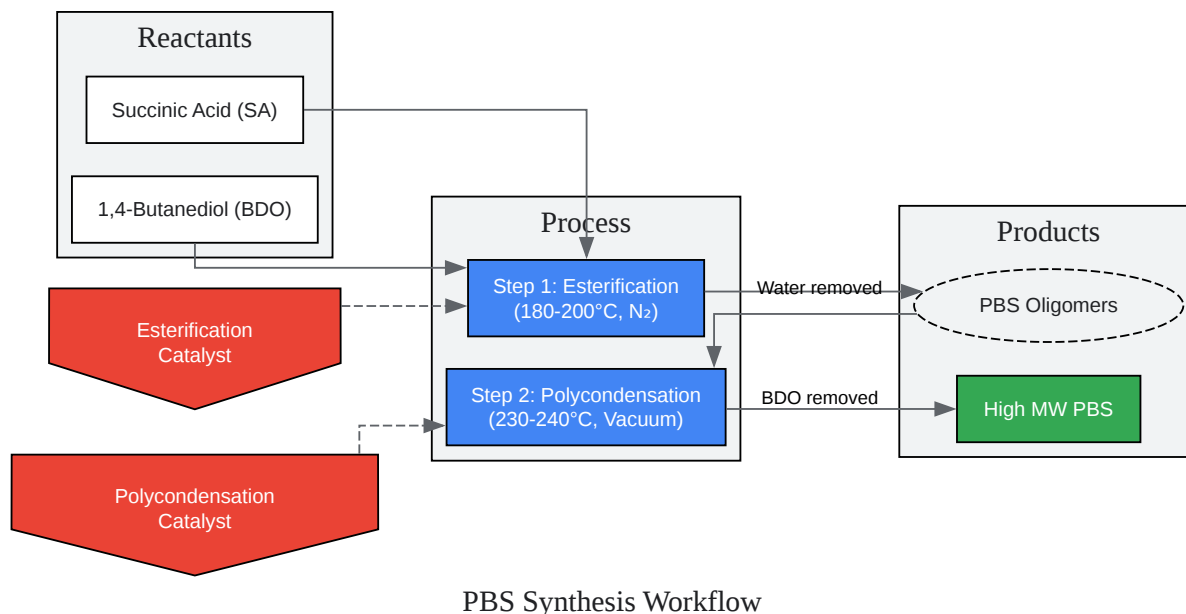 Reactants
Succinic Acid (SA)
1,4-Butanediol (BDO)
Esterification
Catalyst
Polycondensation
Catalyst
Process
Step 1: Esterification
(180-200°C, N₂)
Step 2: Polycondensation
(230-240°C, Vacuum)
Water removed
BDO removed
Products
PBS Oligomers
High MW PBS
PBS Synthesis Workflow